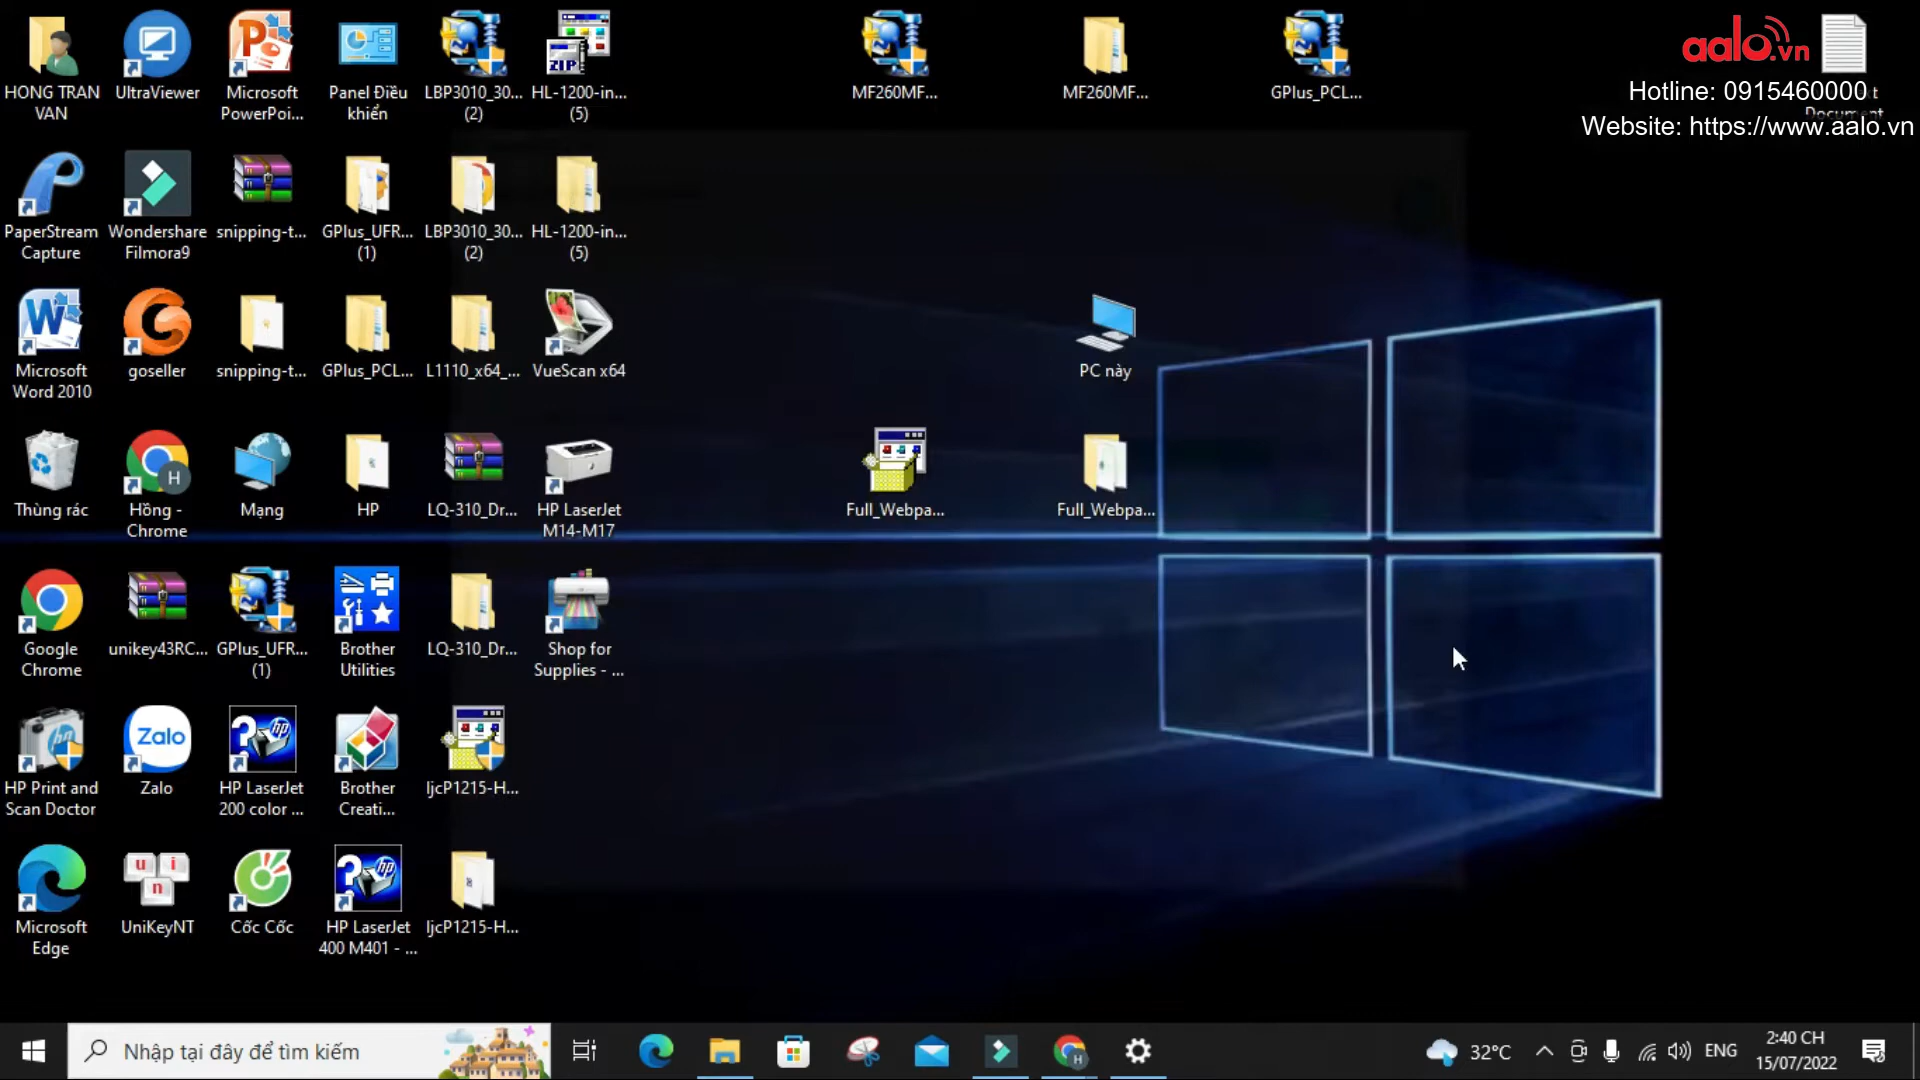 HONG TRAN
VAN
UltraViewer
Microsoft
PowerPoi...
Panel Điều
khiển
LBP3010_30...
(2)
HL-1200-in...
(5)
MF260MF...
MF260MF...
GPlus_PCL...
aalo.vn
Hotline: 0915460000
Website: https://www.aalo.vn
PaperStream
Capture
Wondershare
Filmora9
snipping-t...
GPlus_UFR...
(1)
LBP3010_30...
(2)
HL-1200-in...
(5)
Microsoft
Word 2010
goseller
snipping-t...
GPlus_PCL...
L1110_x64_...
VueScan x64
PC này
Thùng rác
Hồng -
Chrome
Mạng
HP
LQ-310_Dr...
HP LaserJet
M14-M17
Full_Webpa...
Full_Webpa...
Google
Chrome
unikey43RC...
GPlus_UFR...
(1)
Brother
Utilities
LQ-310_Dr...
Shop for
Supplies - ...
HP Print and
Scan Doctor
Zalo
Zalo
HP LaserJet
200 color ...
Brother
Creati...
ljcP1215-H...
Microsoft
Edge
UniKeyNT
Cốc Cốc
HP LaserJet
400 M401 - ...
ljcP1215-H...
Nhập tại đây để tìm kiếm
32°C
ENG
2:40 CH
15/07/2022